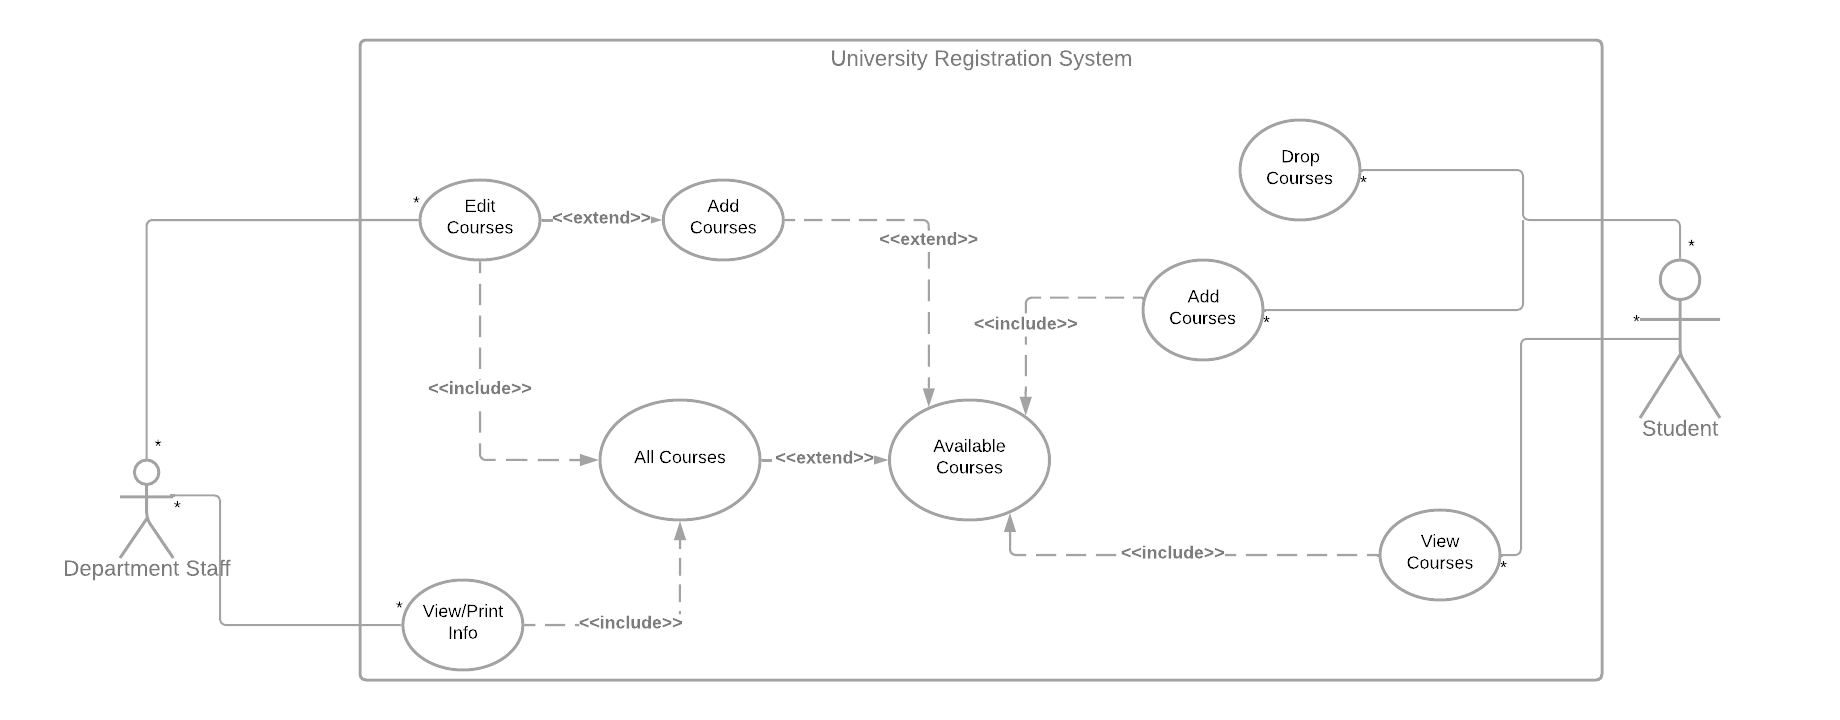 University Registration System
Drop
Courses
*
*
Edit
Courses
<<extend>>
Add
Courses
<<extend>>
*
Add
Courses
*
<<include>>
*
<<include>>
*
All Courses
<<extend>>
Available
Courses
Student
*
Department Staff
<<include>>
View
Courses
*
*
View/Print
Info
<<include>>